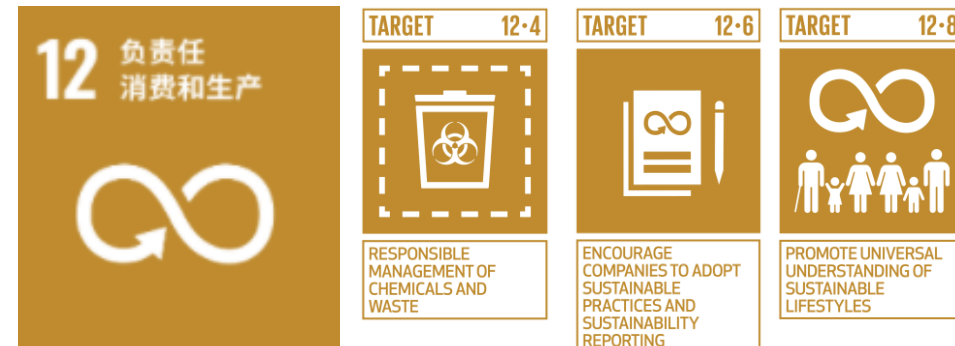 12 负责任
消费和生产
TARGET 12·4
RESPONSIBLE
MANAGEMENT OF
CHEMICALS AND
WASTE
TARGET 12·6
ENCOURAGE
COMPANIES TO ADOPT
SUSTAINABLE
PRACTICES AND
SUSTAINABILITY
REPORTING
TARGET 12·8
PROMOTE UNIVERSAL
UNDERSTANDING OF
SUSTAINABLE
LIFESTYLES